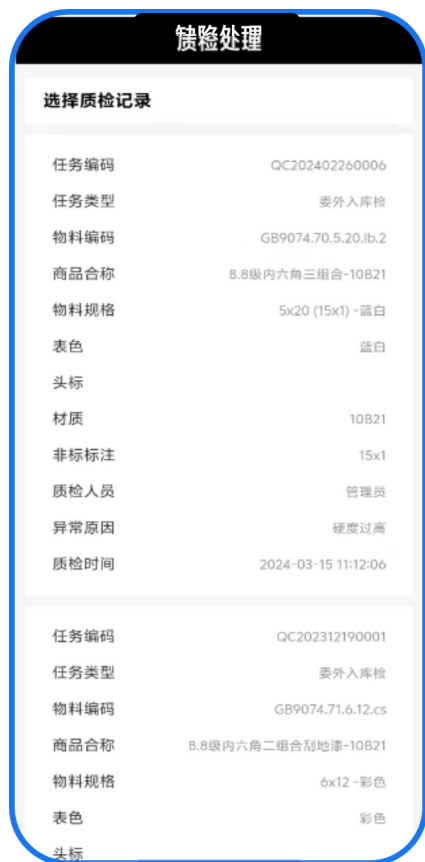 缺险处理
选择质检记录
任务编码 QC202402260006
任务类型 委外入库检
物料编码 GB9074.70.5.20.lb.2
商品合称 8.8级内六角三组合-10B21
物料规格 5x20 (15x1) -蓝白
表色 蓝白
头标
材质 10B21
非标标注 15x1
质检人员 管理员
异常原因 硬度过高
质检时间 2024-03-15 11:12:06
任务编码 QC202312190001
任务类型 委外入库检
物料编码 GB9074.71.6.12.cs
商品合称 8.8级内六角二组合刮地漆-10B21
物料规格 6x12 -彩色
表色 彩色
头标